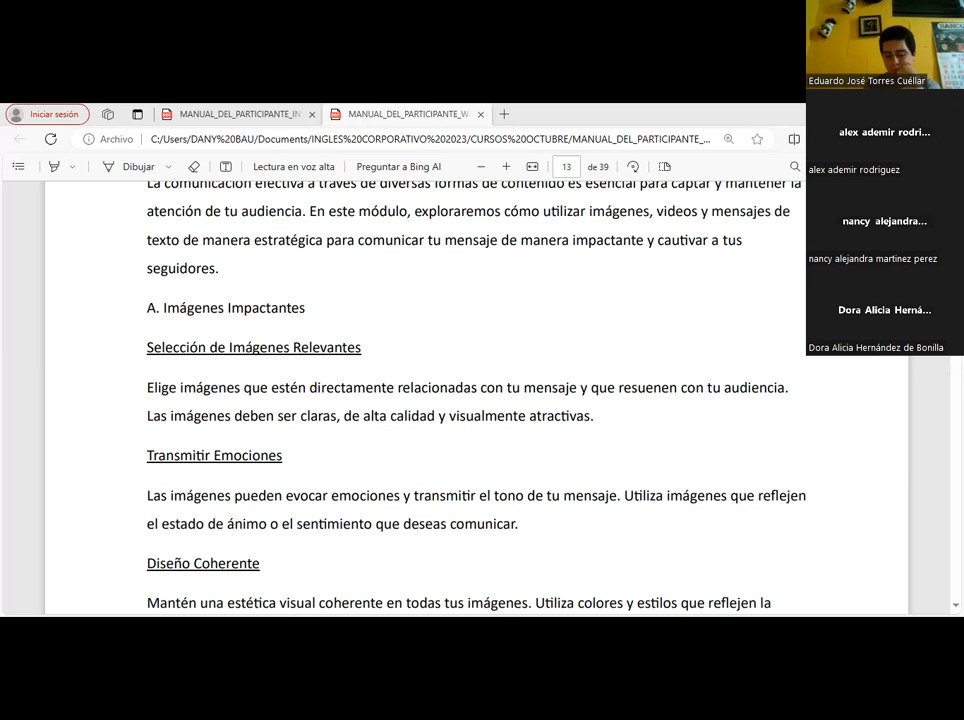 Iniciar sesión
MANUAL_DEL_PARTICIPANTE_IN
MANUAL_DEL_PARTICIPANTE_W
Archivo
C:/Users/DANY%20BAU/Documents/INGLES%20CORPORATIVO%202023/CURSOS%20OCTUBRE/MANUAL_DEL_PARTICIPANTE_...
Dibujar
Lectura en voz alta
Preguntar a Bing AI
13
de 39
La comunicación efectiva a través de diversas formas de contenido es esencial para captar y mantener la
atención de tu audiencia. En este módulo, exploraremos cómo utilizar imágenes, videos y mensajes de
texto de manera estratégica para comunicar tu mensaje de manera impactante y cautivar a tus
seguidores.
A. Imágenes Impactantes
Selección de Imágenes Relevantes
Elige imágenes que estén directamente relacionadas con tu mensaje y que resuenen con tu audiencia.
Las imágenes deben ser claras, de alta calidad y visualmente atractivas.
Transmitir Emociones
Las imágenes pueden evocar emociones y transmitir el tono de tu mensaje. Utiliza imágenes que reflejen
el estado de ánimo o el sentimiento que deseas comunicar.
Diseño Coherente
Mantén una estética visual coherente en todas tus imágenes. Utiliza colores y estilos que reflejen la
Eduardo José Torres Cuéllar
alex ademir rodri...
alex ademir rodriguez
nancy alejandra...
nancy alejandra martinez perez
Dora Alicia Herná...
Dora Alicia Hernández de Bonilla